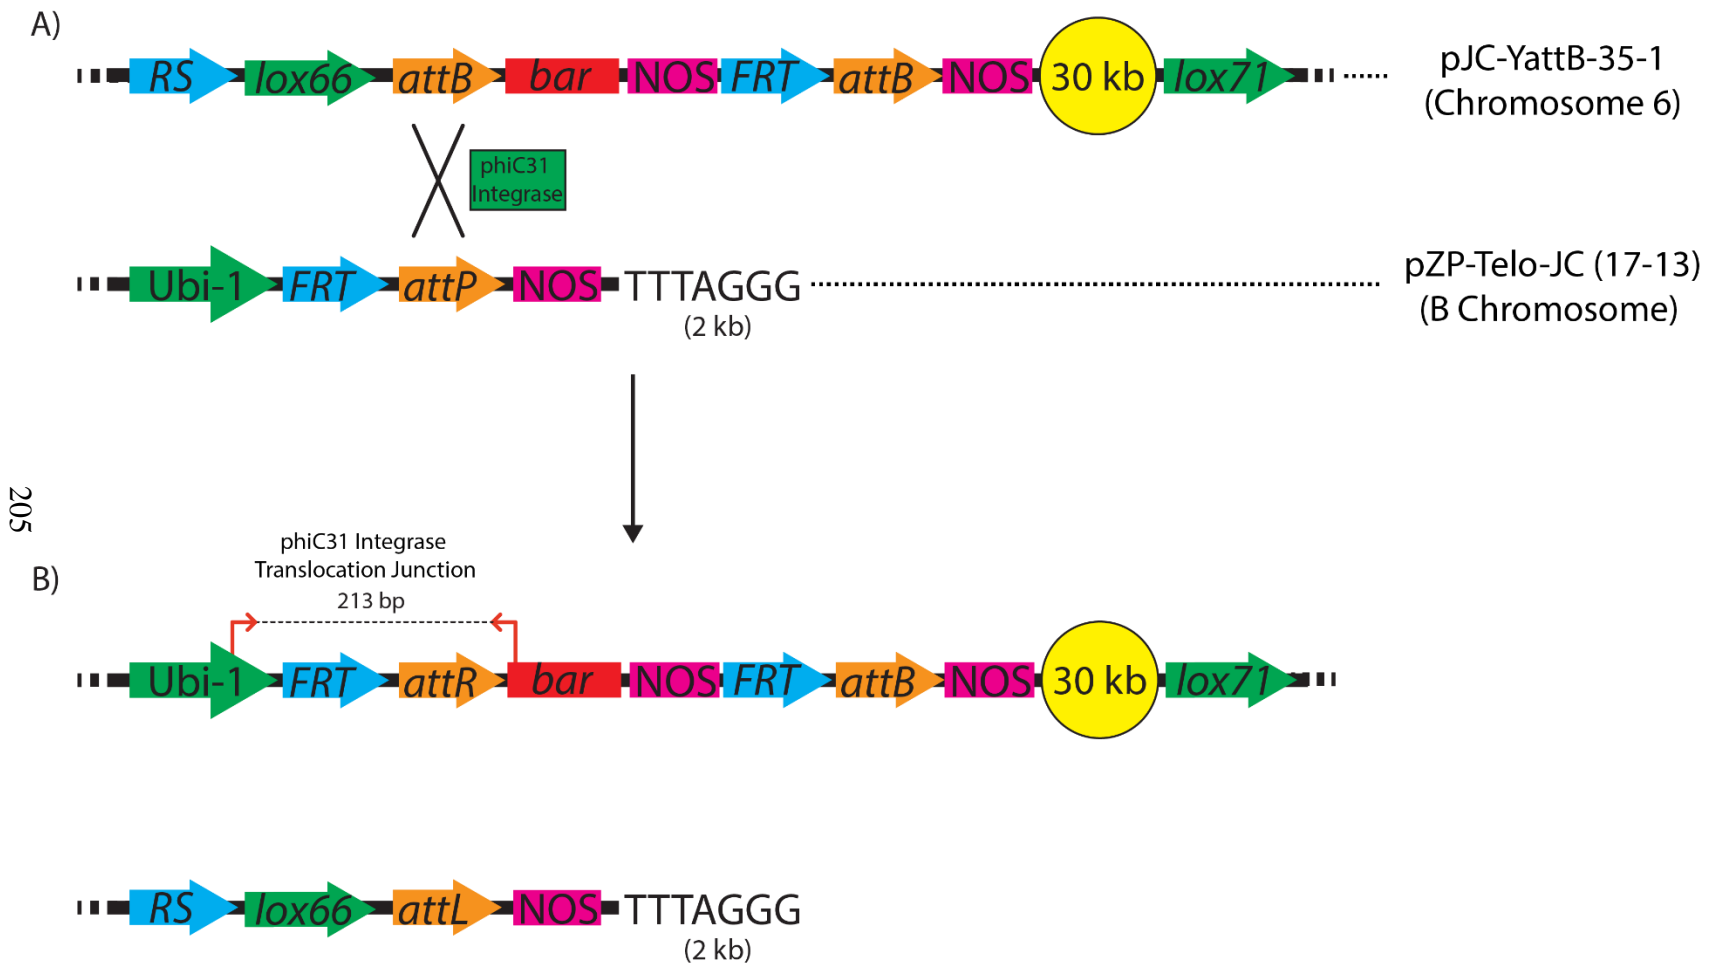 A)
RS lox66 attB bar NOS FRT attB NOS 30 kb lox71
pJC-YattB-35-1
(Chromosome 6)
phiC31
Integrase
Ubi-1 FRT attP NOS TTTAGGG
(2 kb)
pZP-Telo-JC (17-13)
(B Chromosome)
205
B)
phiC31 Integrase
Translocation Junction
213 bp
Ubi-1 FRT attR bar NOS FRT attB NOS 30 kb lox71
RS lox66 attL NOS TTTAGGG
(2 kb)